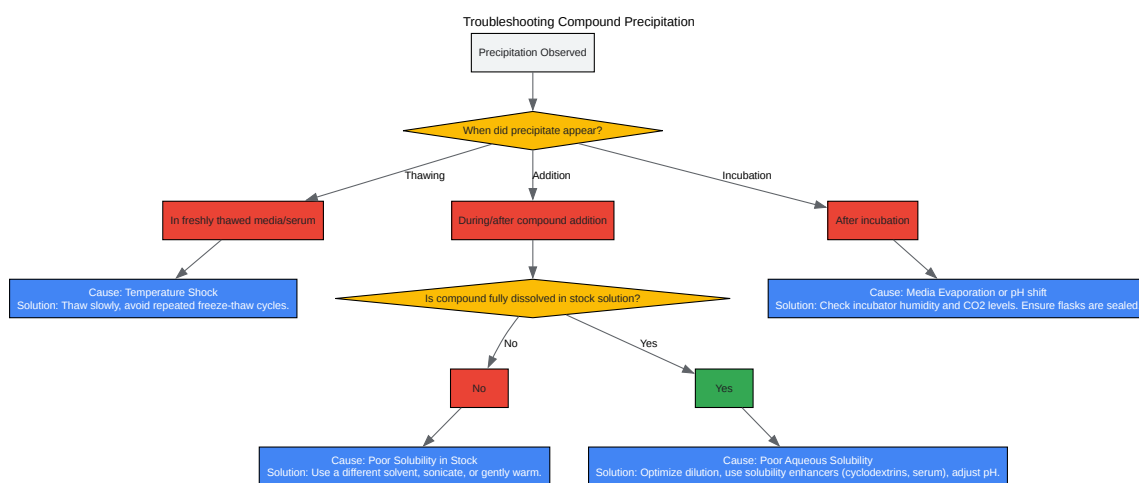 Troubleshooting Compound Precipitation
Precipitation Observed
When did precipitate appear?
Thawing
Addition
Incubation
In freshly thawed media/serum
During/after compound addition
After incubation
Cause: Temperature Shock
Solution: Thaw slowly, avoid repeated freeze-thaw cycles.
Is compound fully dissolved in stock solution?
Cause: Media Evaporation or pH shift
Solution: Check incubator humidity and CO2 levels. Ensure flasks are sealed.
No
Yes
No
Yes
Cause: Poor Solubility in Stock
Solution: Use a different solvent, sonicate, or gently warm.
Cause: Poor Aqueous Solubility
Solution: Optimize dilution, use solubility enhancers (cyclodextrins, serum), adjust pH.